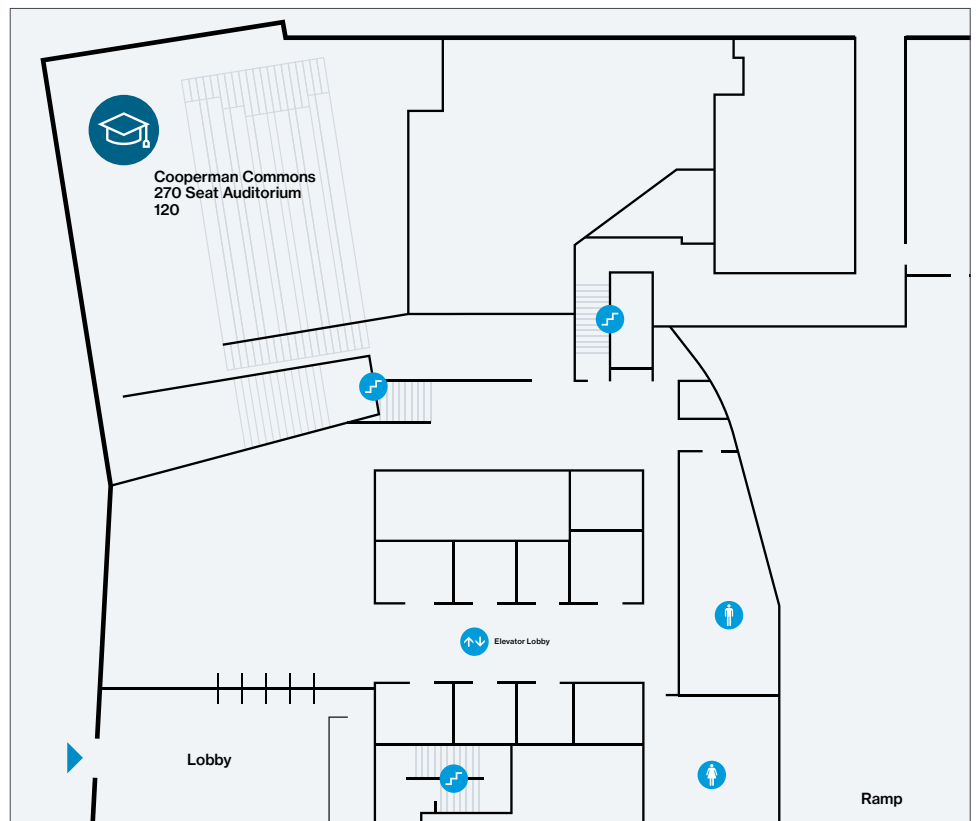 Cooperman Commons
270 Seat Auditorium
120
Elevator Lobby
Lobby
Ramp